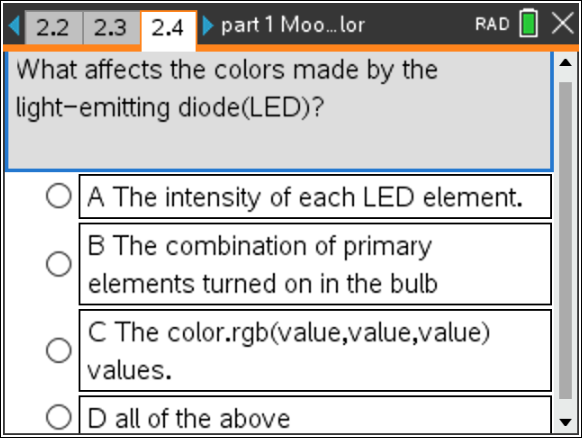 2.2 2.3 2.4 part 1 Moo...lor RAD
What affects the colors made by the
light-emitting diode(LED)?
A The intensity of each LED element.
B The combination of primary
elements turned on in the bulb
C The color.rgb(value,value,value)
values.
D all of the above